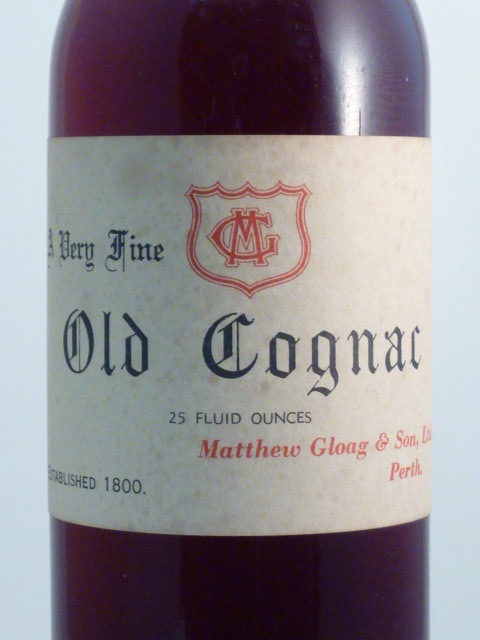 A Very Fine
Old Cognac
25 FLUID OUNCES
Matthew Gloag & Son,
Perth.
ESTABLISHED 1800.